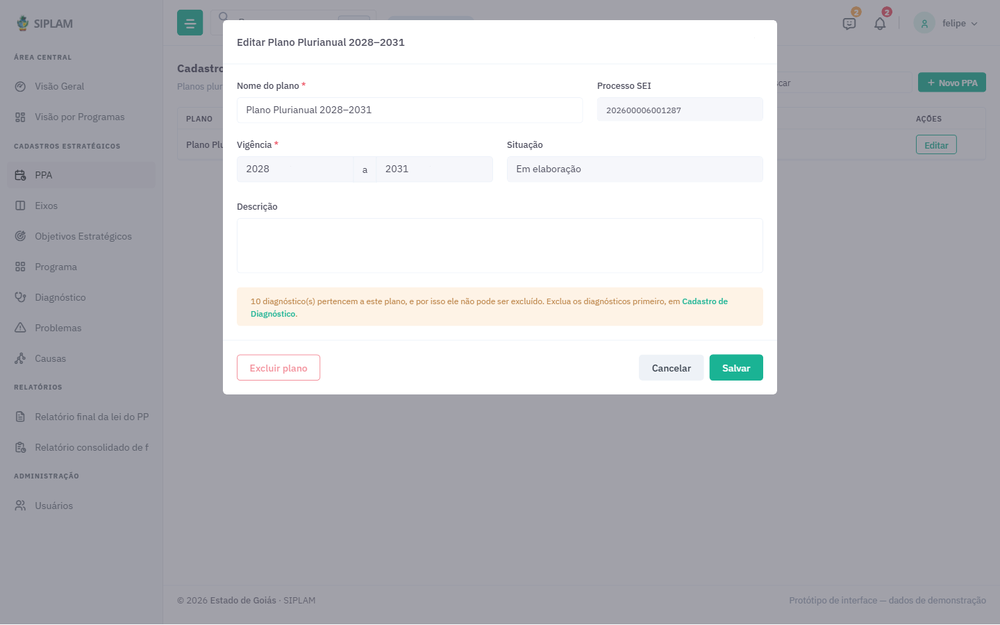 SIPLAM
2
2
felipe
ÁREA CENTRAL
Visão Geral
Visão por Programas
CADASTROS ESTRATÉGICOS
PPA
Eixos
Objetivos Estratégicos
Programa
Diagnóstico
Problemas
Causas
RELATÓRIOS
Relatório final da lei do PP
Relatório consolidado de f
ADMINISTRAÇÃO
Usuários
Cadastro
Planos plur
scar
+ Novo PPA
PLANO
AÇÕES
Plano Plu
Editar
Editar Plano Plurianual 2028–2031
Nome do plano *
Processo SEI
Plano Plurianual 2028–2031
202600006001287
Vigência *
Situação
2028 a 2031
Em elaboração
Descrição
10 diagnóstico(s) pertencem a este plano, e por isso ele não pode ser excluído. Exclua os diagnósticos primeiro, em Cadastro de
Diagnóstico.
Excluir plano
Cancelar
Salvar
© 2026 Estado de Goiás · SIPLAM
Protótipo de interface — dados de demonstração